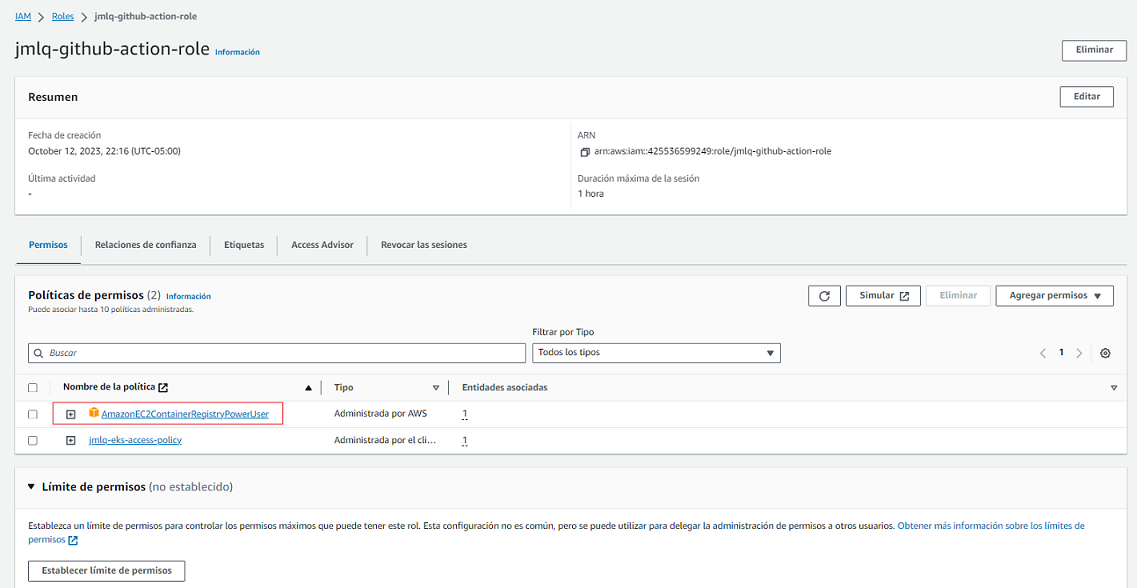 IAM > Roles > jmlq-github-action-role
jmlq-github-action-role Información
Eliminar
Resumen
Editar
Fecha de creación
October 12, 2023, 22:16 (UTC-05:00)
ARN
arn:aws:iam::425536599249:role/jmlq-github-action-role
Última actividad
-
Duración máxima de la sesión
1 hora
Permisos
Relaciones de confianza
Etiquetas
Access Advisor
Revocar las sesiones
Políticas de permisos (2) Información
Puede asociar hasta 10 políticas administradas.
Simular
Eliminar
Agregar permisos
Filtrar por Tipo
Buscar
Todos los tipos
1
Nombre de la política
Tipo
Entidades asociadas
AmazonEC2ContainerRegistryPowerUser
Administrada por AWS
1
jmlq-eks-access-policy
Administrada por el cli...
1
Límite de permisos (no establecido)
Establezca un límite de permisos para controlar los permisos máximos que puede tener este rol. Esta configuración no es común, pero se puede utilizar para delegar la administración de permisos a otros usuarios. Obtener más información sobre los límites de
permisos
Establecer límite de permisos